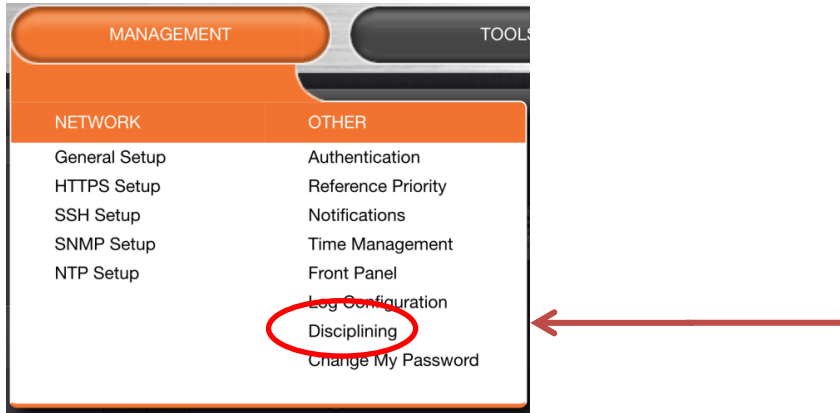 MANAGEMENT
TOOLS
NETWORK
OTHER
General Setup
HTTPS Setup
SSH Setup
SNMP Setup
NTP Setup
Authentication
Reference Priority
Notifications
Time Management
Front Panel
Log Configuration
Disciplining
Change My Password